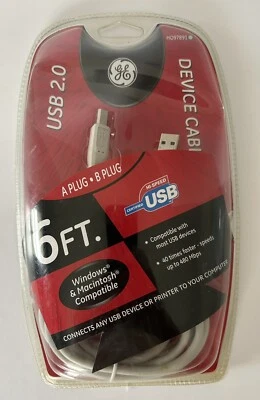 USB 2.0
DEVICE CABL
A PLUG • B PLUG
HI-SPEED
CERTIFIED
USB
6 FT.
• Compatible with
most USB devices
• 40 times faster - speeds
up to 480 Mbps
Windows®
& Macintosh®
Compatible
CONNECTS ANY USB DEVICE OR PRINTER TO YOUR COMPUTER